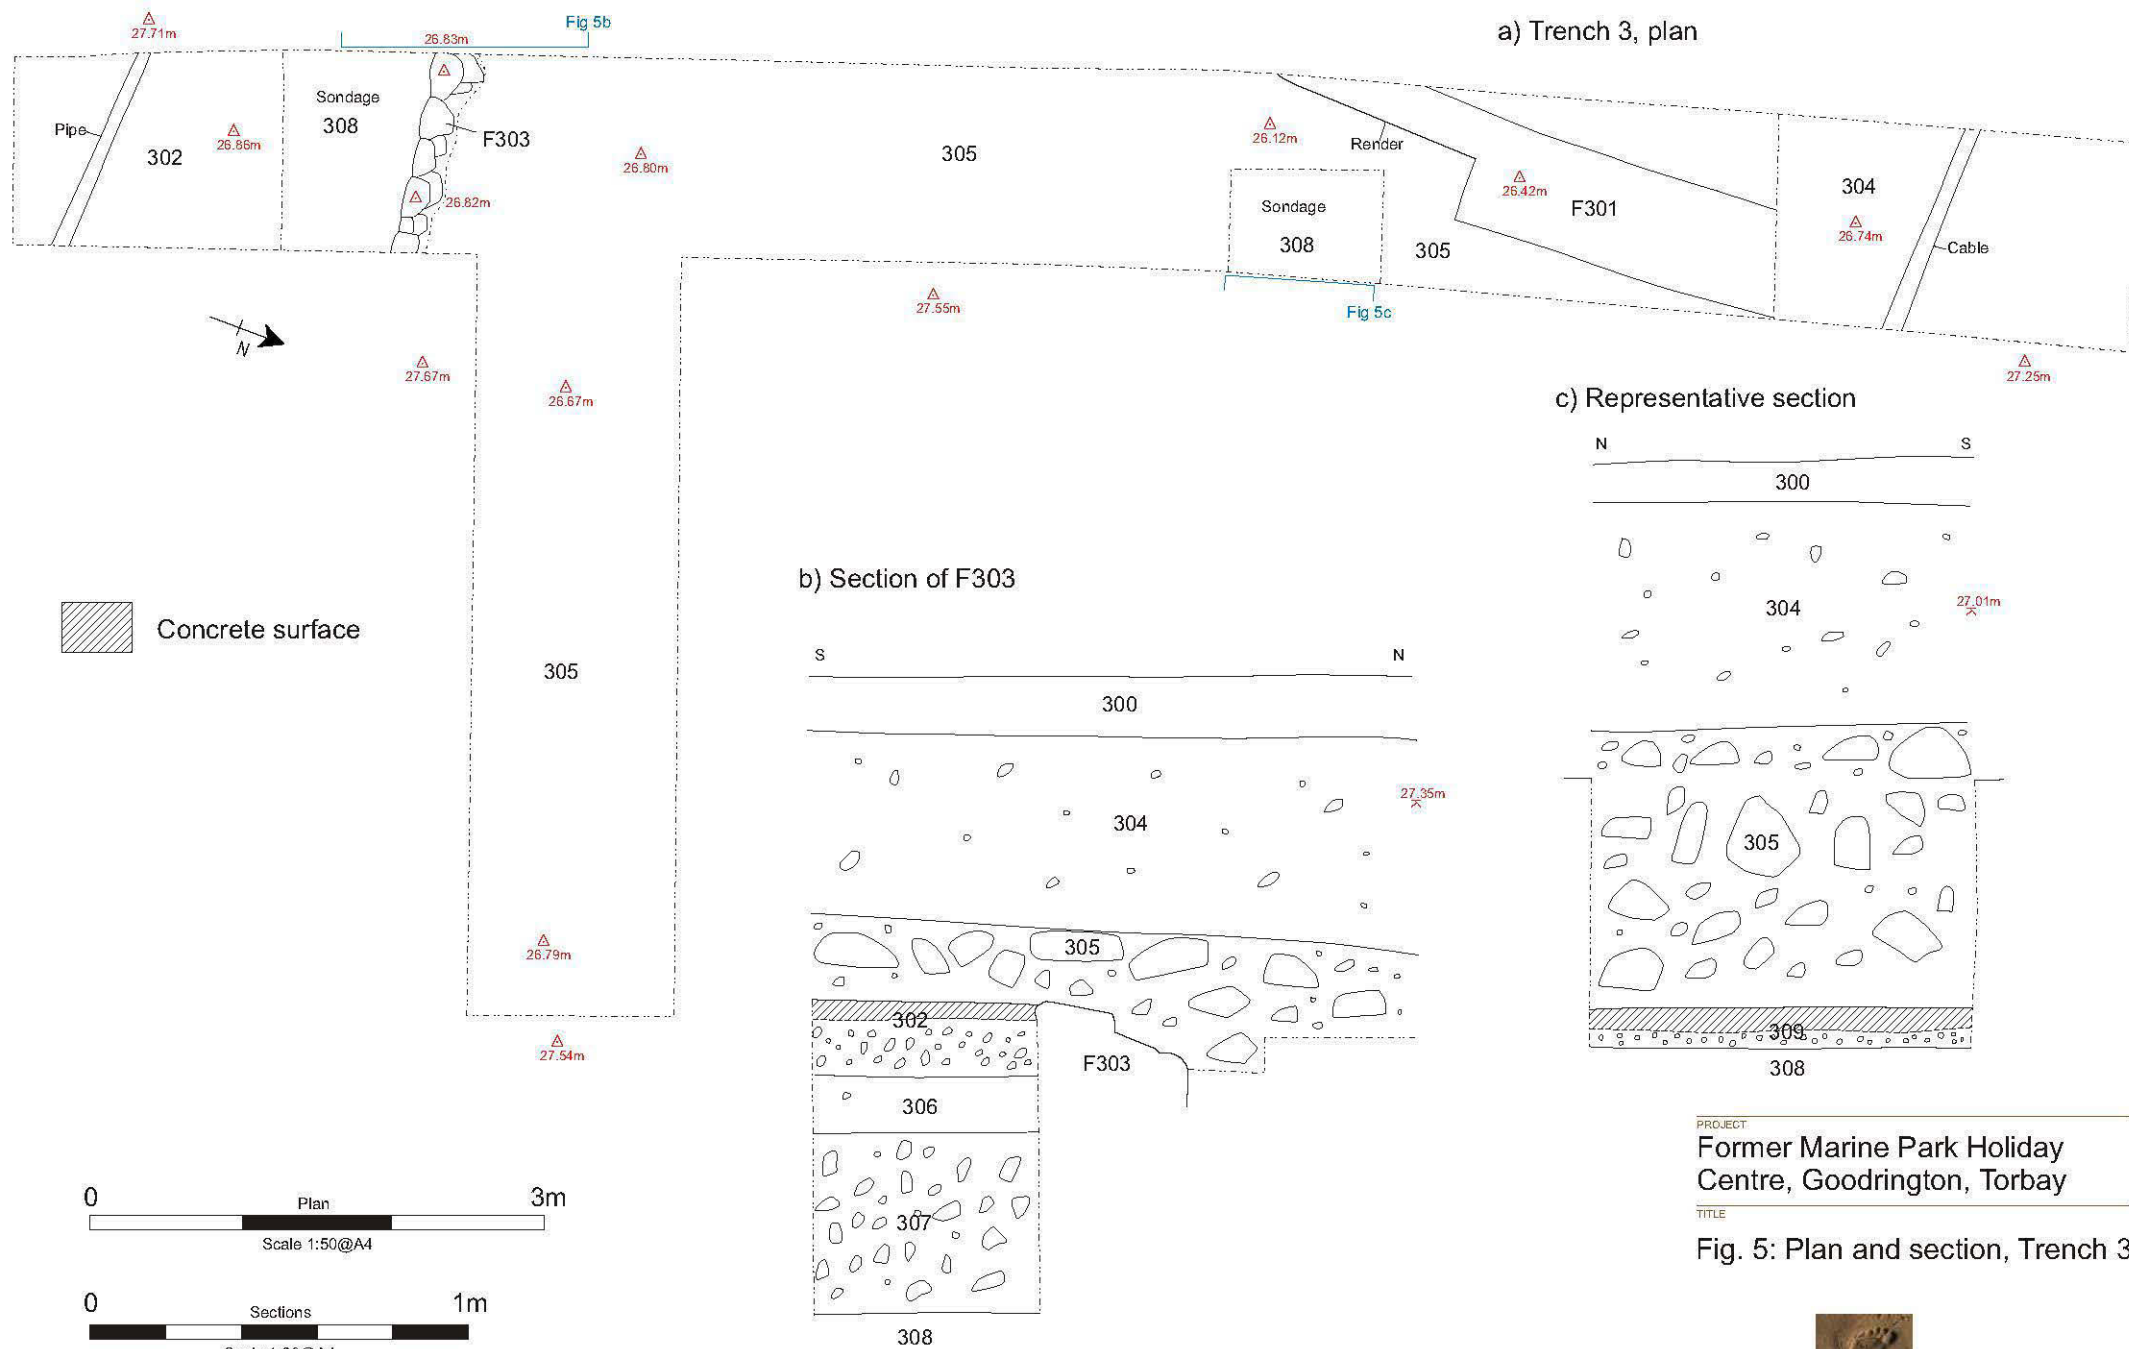 27.71m
Fig 5b
26.83m
a) Trench 3, plan
Sondage
308
Pipe
302
26.86m
F303
26.80m
305
26.12m
Render
26.42m
F301
304
26.74m
Cable
26.82m
Sondage
308
305
N
27.55m
Fig 5c
27.67m
26.67m
27.25m
c) Representative section
N
S
300
304
27.01m
305
309
308
b) Section of F303
Concrete surface
305
S
N
300
304
27.35m
305
302
F303
306
307
308
26.79m
27.54m
PROJECT
Former Marine Park Holiday
Centre, Goodrington, Torbay
TITLE
Fig. 5: Plan and section, Trench 3
0
Plan
3m
Scale 1:50@A4
0
Sections
1m